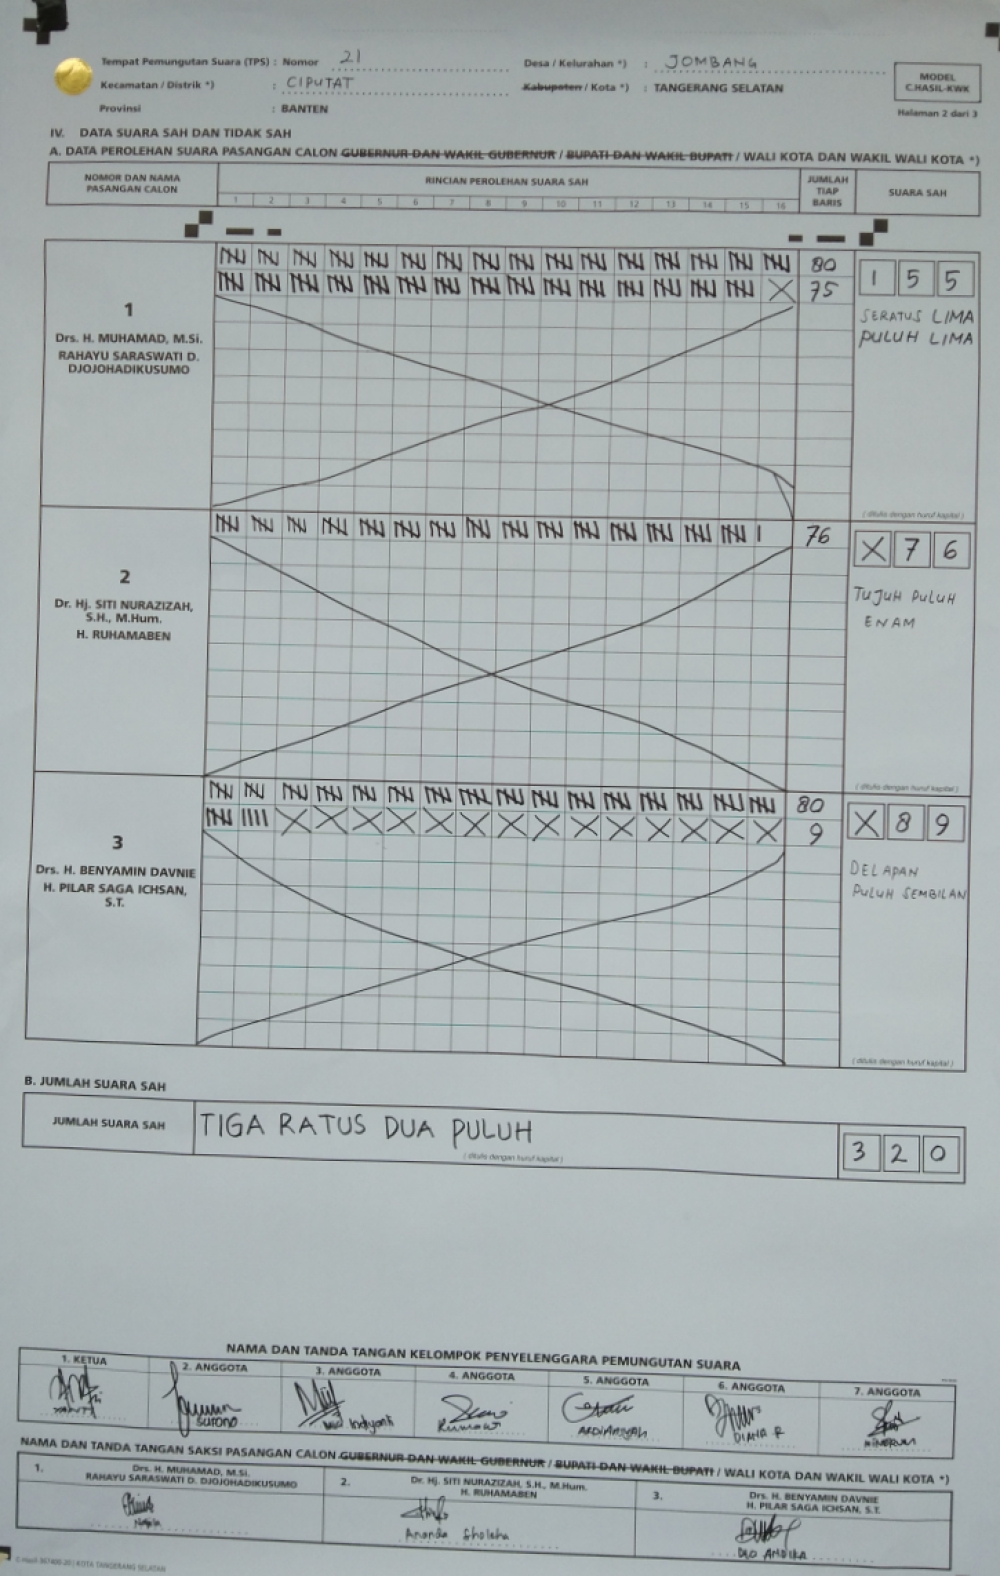 Tempat Pemungutan Suara (TPS) : Nomor 21
Kecamatan / Distrik *) : CIPUTAT
Provinsi : BANTEN
Desa / Kelurahan *) : JOMBANG
Kabupaten / Kota *) : TANGERANG SELATAN
MODEL
C.HASIL-KWK
Halaman 2 dari 3
IV. DATA SUARA SAH DAN TIDAK SAH
A. DATA PEROLEHAN SUARA PASANGAN CALON GUBERNUR DAN WAKIL GUBERNUR / BUPATI DAN WAKIL BUPATI / WALI KOTA DAN WAKIL WALI KOTA *)
NOMOR DAN NAMA
PASANGAN CALON
RINCIAN PEROLEHAN SUARA SAH
1 2 3 4 5 6 7 8 9 10 11 12 13 14 15 16
JUMLAH
TIAP
BARIS
SUARA SAH
1
Drs. H. MUHAMAD, M.Si.
RAHAYU SARASWATI D.
DJOJOHADIKUSUMO
80
75
1 5 5
SERATUS LIMA
PULUH LIMA
( ditulis dengan huruf kapital )
2
Dr. Hj. SITI NURAZIZAH,
S.H., M.Hum.
H. RUHAMABEN
76
X 7 6
TUJUH PULUH
ENAM
( ditulis dengan huruf kapital )
3
Drs. H. BENYAMIN DAVNIE
H. PILAR SAGA ICHSAN,
S.T.
80
9
X 8 9
DELAPAN
PULUH SEMBILAN
( ditulis dengan huruf kapital )
B. JUMLAH SUARA SAH
JUMLAH SUARA SAH
TIGA RATUS DUA PULUH
( ditulis dengan huruf kapital )
3 2 0
NAMA DAN TANDA TANGAN KELOMPOK PENYELENGGARA PEMUNGUTAN SUARA
1. KETUA 2. ANGGOTA 3. ANGGOTA 4. ANGGOTA 5. ANGGOTA 6. ANGGOTA 7. ANGGOTA
SURONO Indiyanti ARDIANSYAH DIANA R
NAMA DAN TANDA TANGAN SAKSI PASANGAN CALON GUBERNUR DAN WAKIL GUBERNUR / BUPATI DAN WAKIL BUPATI / WALI KOTA DAN WAKIL WALI KOTA *)
1. Drs. H. MUHAMAD, M.Si.
RAHAYU SARASWATI D. DJOJOHADIKUSUMO
2. Dr. Hj. SITI NURAZIZAH, S.H., M.Hum.
H. RUHAMABEN
Ananda Sholeha
3. Drs. H. BENYAMIN DAVNIE
H. PILAR SAGA ICHSAN, S.T.
DIO ANDIKA
KOTA TANGERANG SELATAN